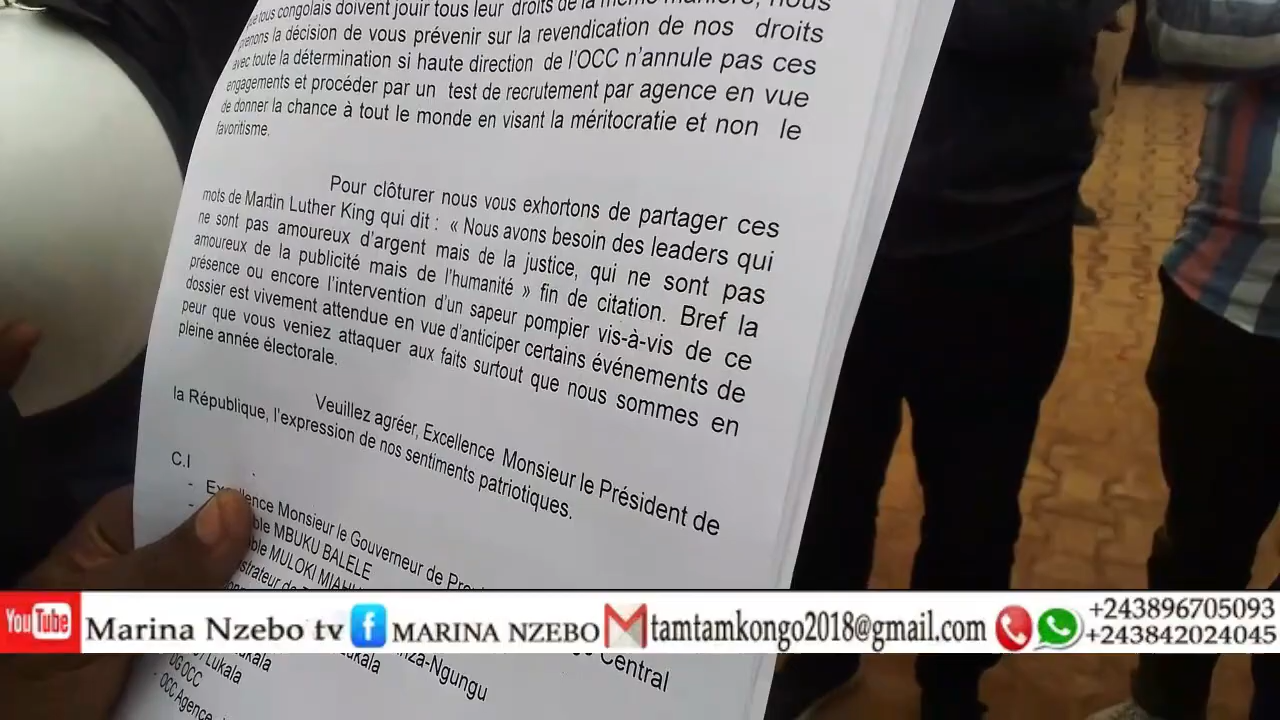 tous congolais doivent jouir tous leur droits de la même manière, nous
prenons la décision de vous prévenir sur la revendication de nos droits
avec toute la détermination si haute direction de l'OCC n'annule pas ces
engagements et procéder par un test de recrutement par agence en vue
de donner la chance à tout le monde en visant la méritocratie et non le
favoritisme.
Pour clôturer nous vous exhortons de partager ces
mots de Martin Luther King qui dit : « Nous avons besoin des leaders qui
ne sont pas amoureux d'argent mais de la justice, qui ne sont pas
amoureux de la publicité mais de l'humanité » fin de citation. Bref la
présence ou encore l'intervention d'un sapeur pompier vis-à-vis de ce
dossier est vivement attendue en vue d'anticiper certains événements de
peur que vous veniez attaquer aux faits surtout que nous sommes en
pleine année électorale.
Veuillez agréer, Excellence Monsieur le Président de
la République, l'expression de nos sentiments patriotiques.
C.I
- Excellence Monsieur le Gouverneur de
- MBUKU BALELE
MULOKI
You Tube Marina Nzebo tv f MARINA NZEBO tamtamkongo2018@gmail.com +243896705093
+243842024045
Central
-Ngungu
Lukala
DG OCC
- OCC Agence